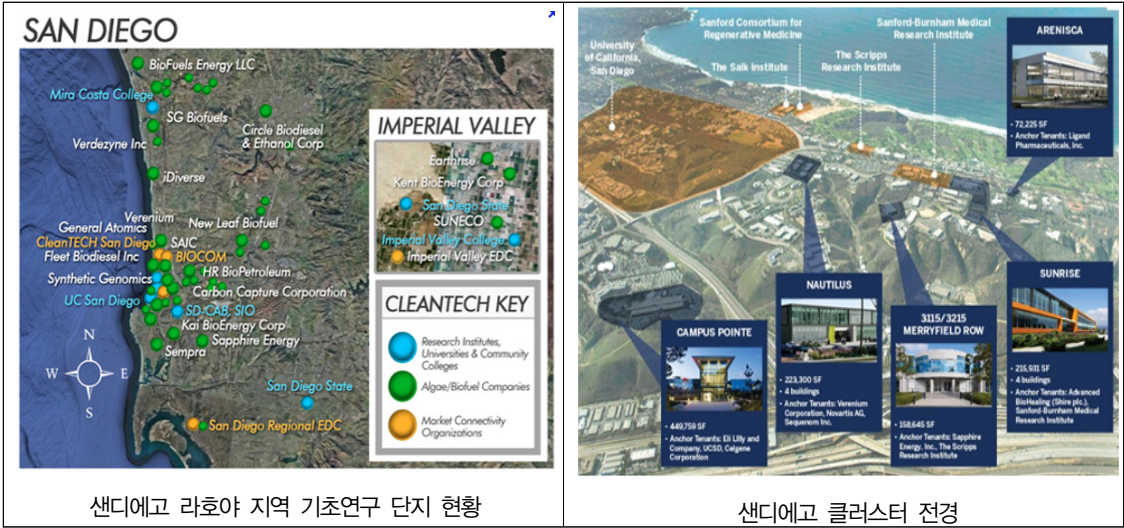 SAN DIEGO
BioFuels Energy LLC
Mira Costa College
SG Biofuels
Verdezyne Inc
Circle Biodiesel
& Ethanol Corp
iDiverse
Verenium
General Atomics
New Leaf Biofuel
CleanTECH San Diego
SAIC
Fleet Biodiesel Inc
BIOCOM
Synthetic Genomics
HR BioPetroleum
Carbon Capture Corporation
UC San Diego
SD-CAB, SIO
Kai BioEnergy Corp
Sapphire Energy
Sempra
N
W
E
S
San Diego State
San Diego Regional EDC
IMPERIAL VALLEY
Earthrise
Kent BioEnergy Corp
San Diego State
SUNECO
Imperial Valley College
Imperial Valley EDC
CLEANTECH KEY
Research Institutes,
Universities & Community
Colleges
Algae/Biofuel Companies
Market Connectivity
Organizations
샌디에고 라호야 지역 기초연구 단지 현황
University
of California,
San Diego
Sanford Consortium for
Regenerative Medicine
The Salk Institute
The Scripps
Research Institute
Sanford-Burnham Medical
Research Institute
ARENISCA
• 72,225 SF
• Anchor Tenants: Ligand
Pharmaceuticals, Inc.
CAMPUS POINTE
• 449,759 SF
• Anchor Tenants: Eli Lilly and
Company, UCSD, Celgene
Corporation
NAUTILUS
• 223,300 SF
• 4 buildings
• Anchor Tenants: Verenium
Corporation, Novartis AG,
Sequenom Inc.
3115/3215
MERRYFIELD ROW
• 158,645 SF
• Anchor Tenants: Sapphire
Energy, Inc., The Scripps
Research Institute
SUNRISE
• 215,931 SF
• 4 buildings
• Anchor Tenants: Advanced
BioHealing (Shire plc.),
Sanford-Burnham Medical
Research Institute
샌디에고 클러스터 전경